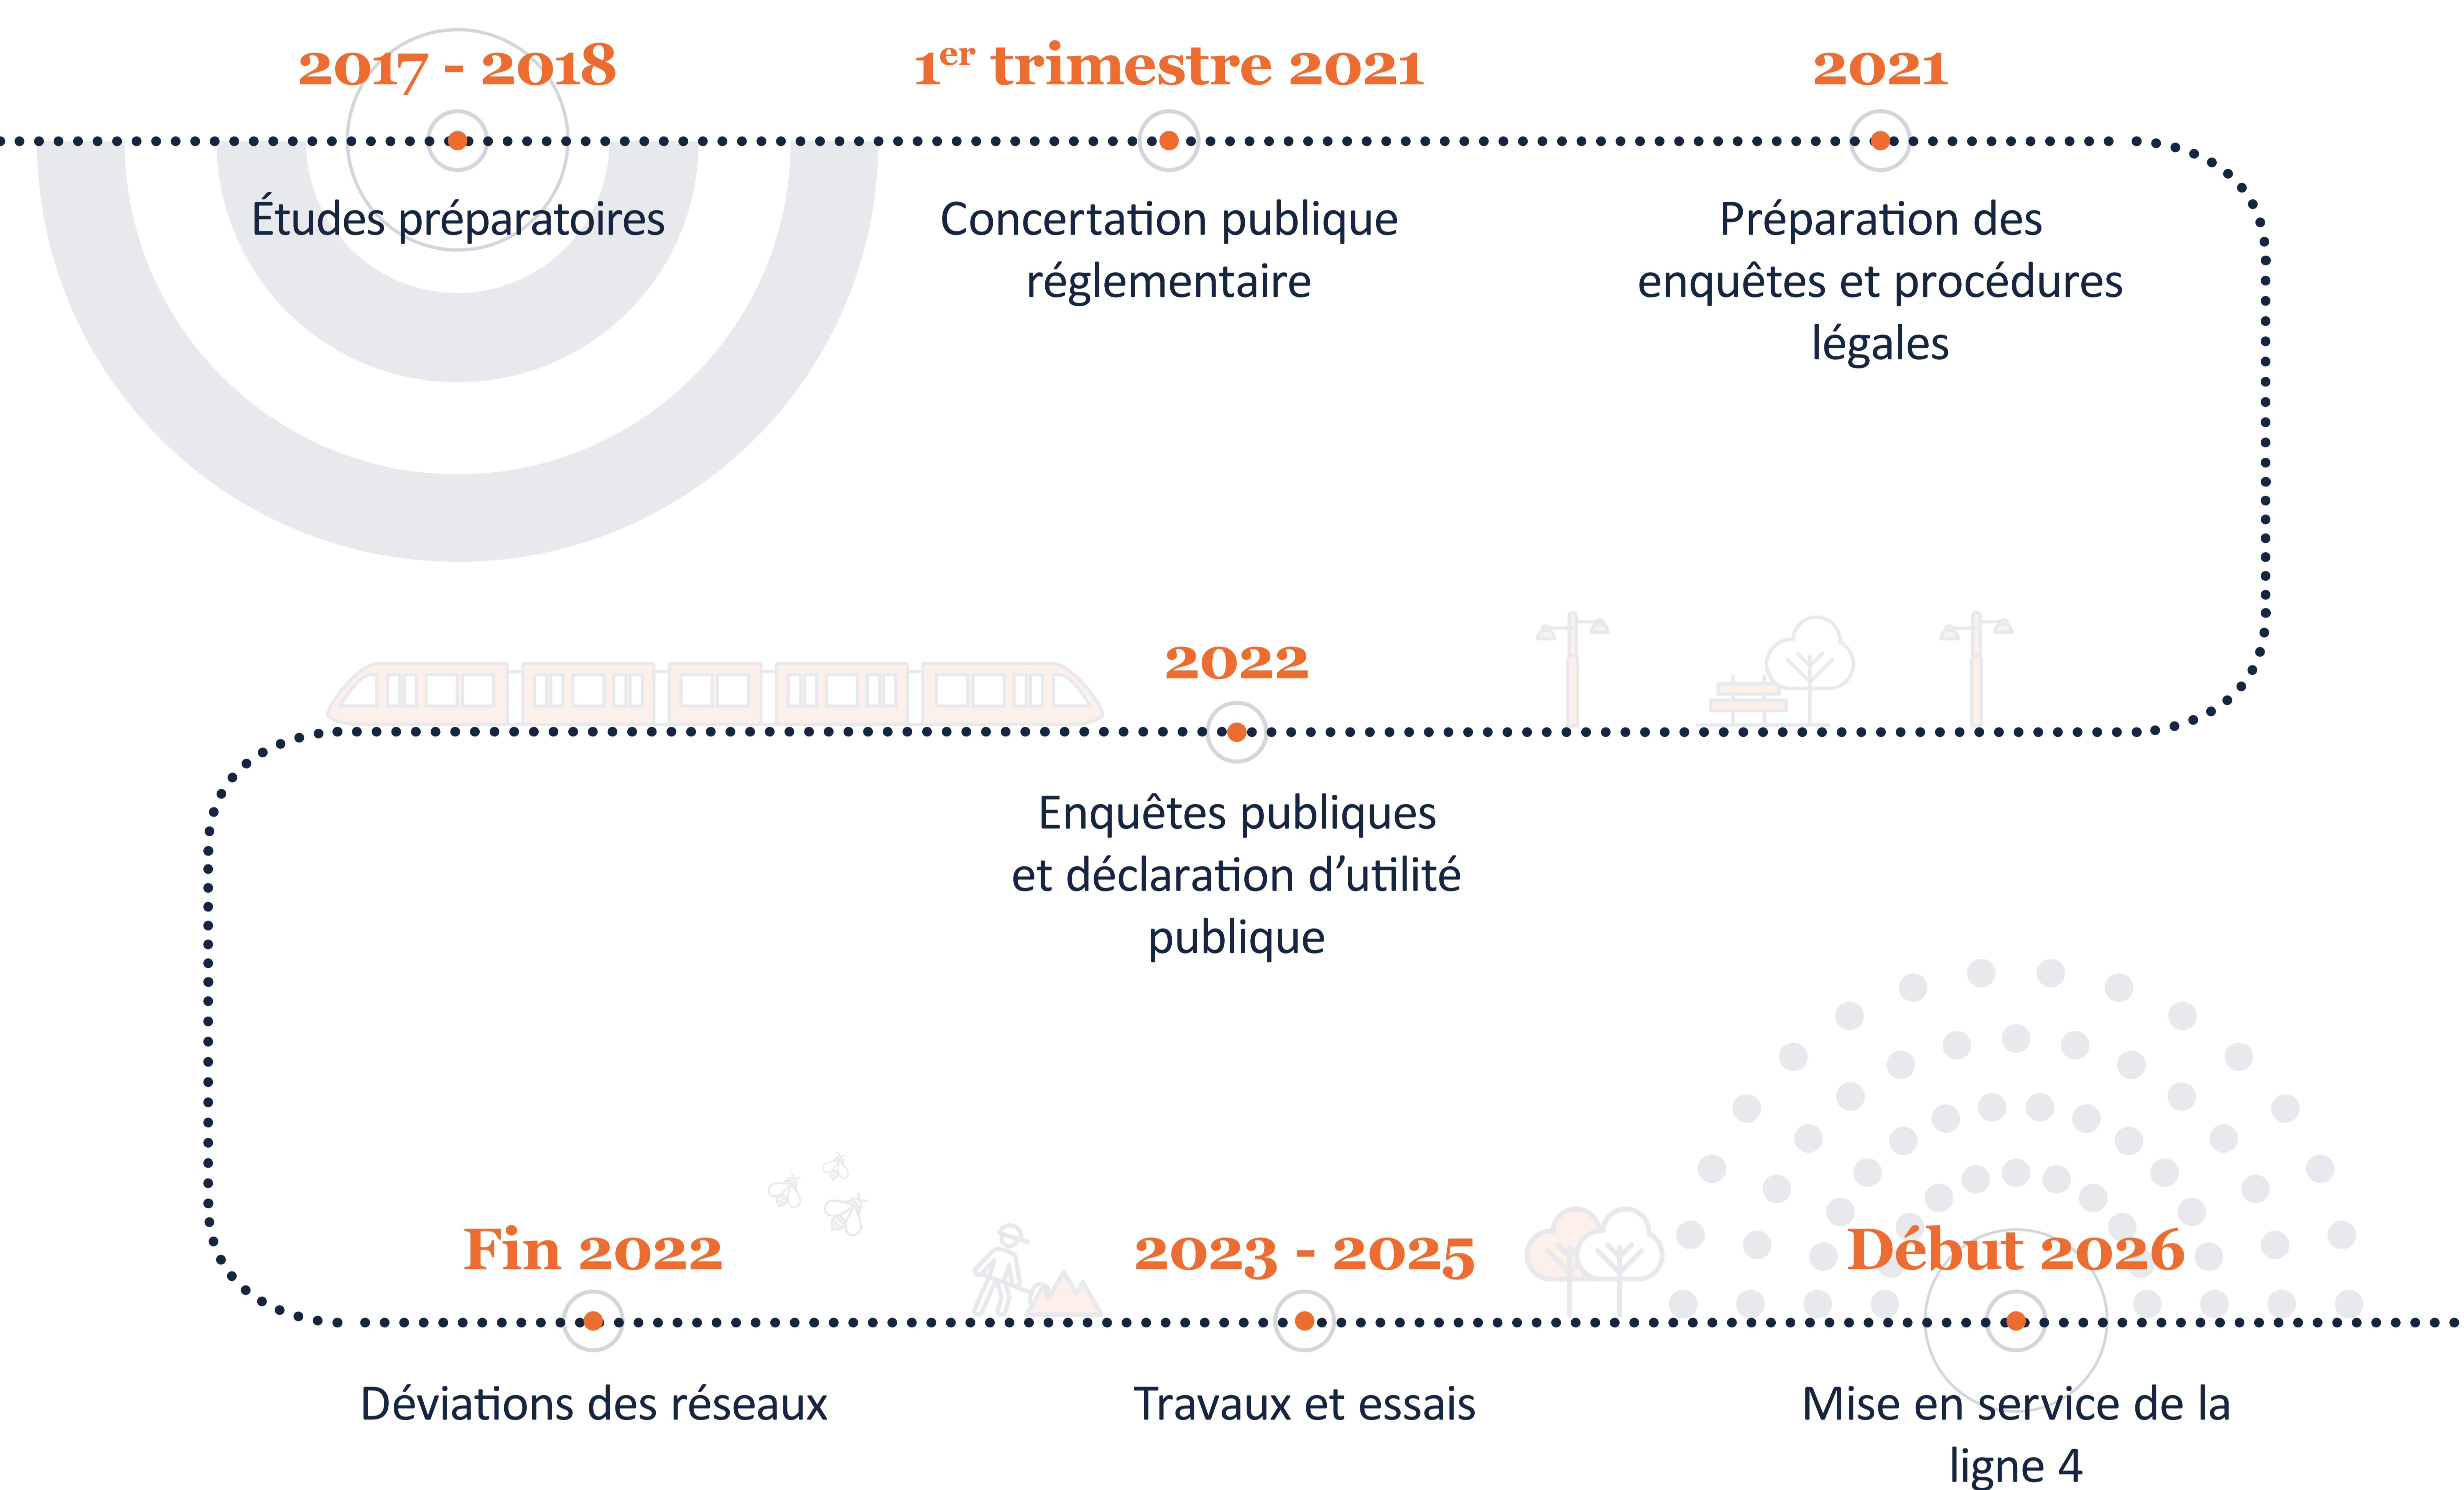 2017 - 2018
Études préparatoires
1er trimestre 2021
Concertation publique
réglementaire
2021
Préparation des
enquêtes et procédures
légales
2022
Enquêtes publiques
et déclaration d’utilité
publique
Fin 2022
Déviations des réseaux
2023 - 2025
Travaux et essais
Début 2026
Mise en service de la
ligne 4